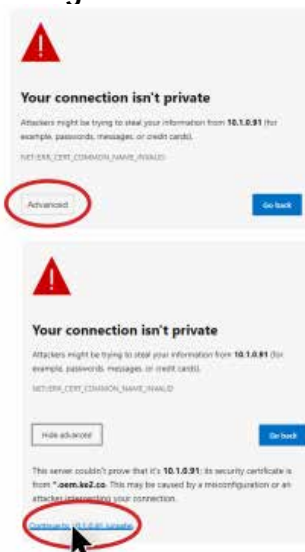 Your connection isn't private
Attackers might be trying to steal your information from 10.1.0.91 (for
example, passwords, messages, or credit cards).
NET::ERR_CERT_COMMON_NAME_INVALID
Advanced
Go back
Your connection isn't private
Attackers might be trying to steal your information from 10.1.0.91 (for
example, passwords, messages, or credit cards).
NET::ERR_CERT_COMMON_NAME_INVALID
Hide advanced
Go back
This server couldn't prove that it's 10.1.0.91; its security certificate is
from *.oem.ke2.co. This may be caused by a misconfiguration or an
attacker intercepting your connection.
Continue to 10.1.0.91 (unsafe)